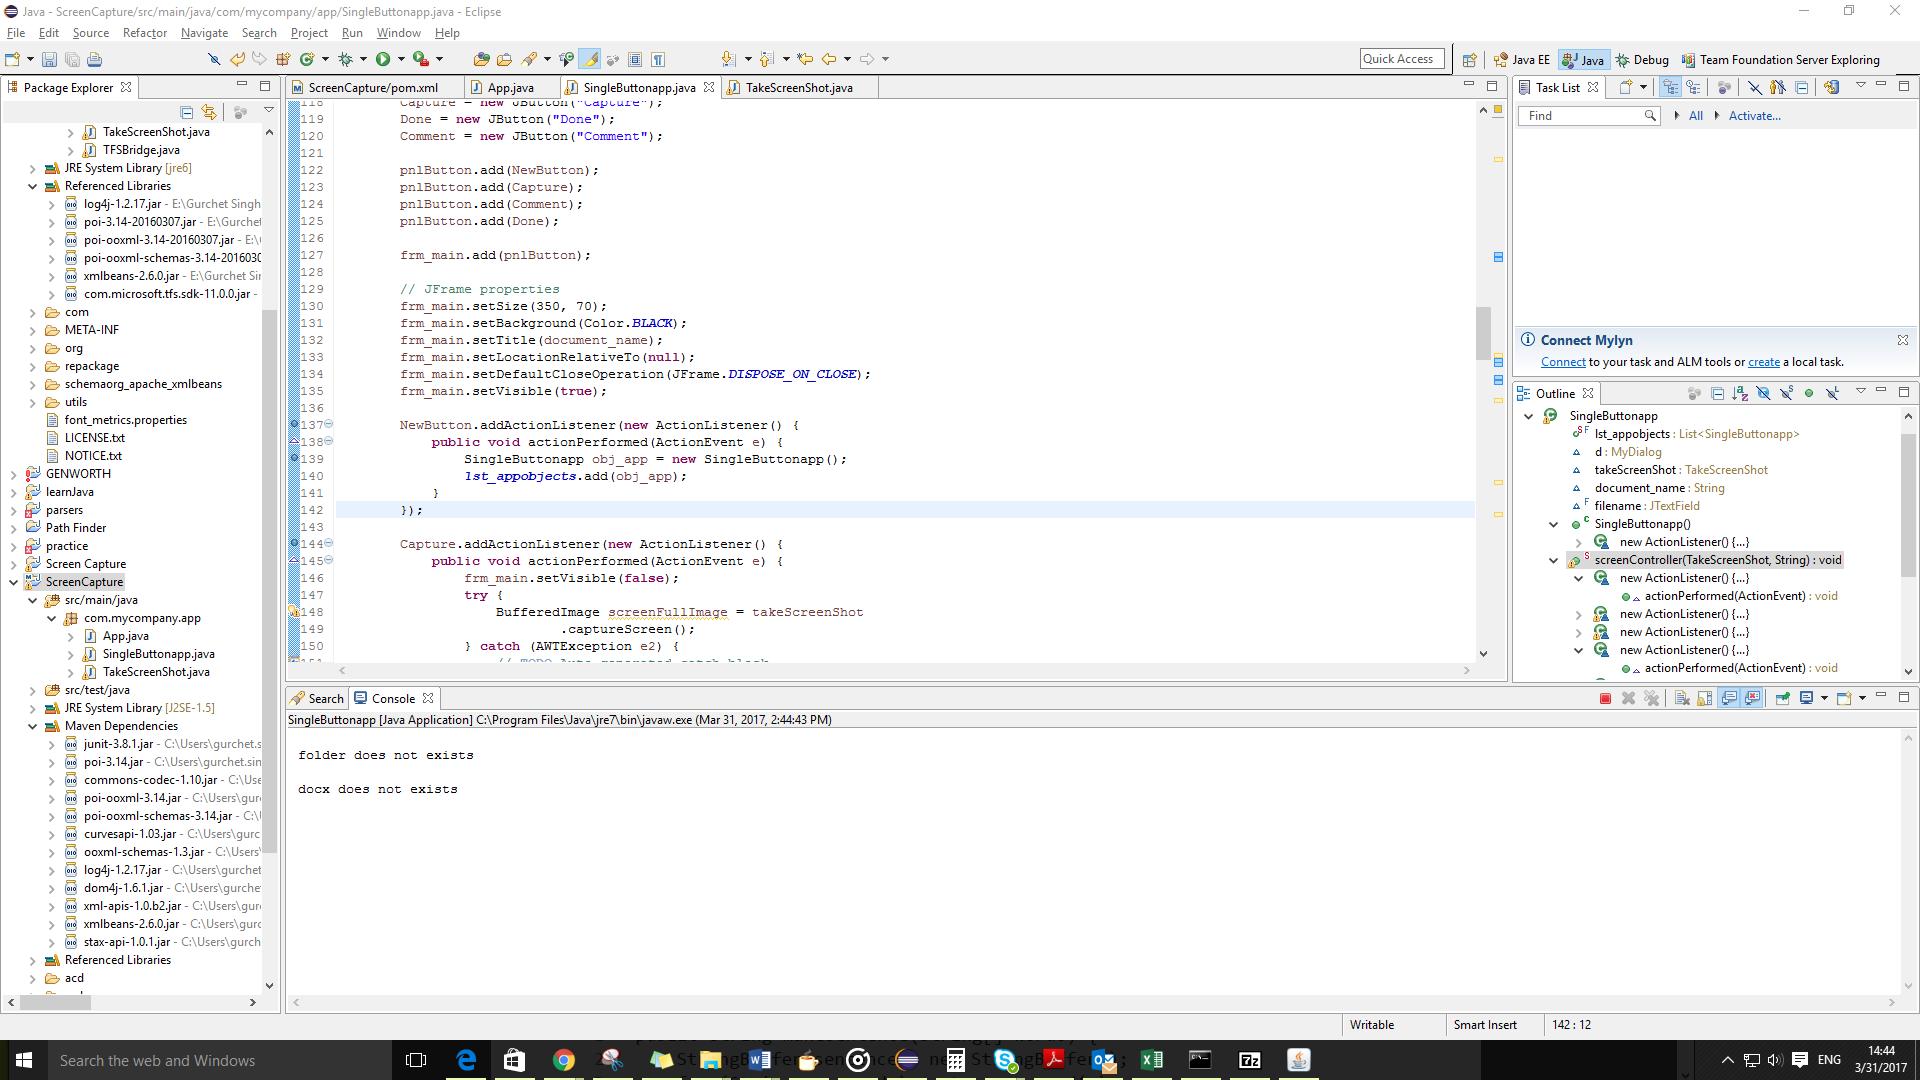 Java - ScreenCapture/src/main/java/com/mycompany/app/SingleButtonapp.java - Eclipse
File Edit Source Refactor Navigate Search Project Run Window Help
Quick Access
Java EE Java Debug Team Foundation Server Exploring
Package Explorer
TakeScreenShot.java
TFSBridge.java
JRE System Library [jre6]
Referenced Libraries
log4j-1.2.17.jar - E:\Gurchet Singh
poi-3.14-20160307.jar - E:\Gurchet
poi-ooxml-3.14-20160307.jar - E:\
poi-ooxml-schemas-3.14-2016030
xmlbeans-2.6.0.jar - E:\Gurchet Sir
com.microsoft.tfs.sdk-11.0.0.jar -
com
META-INF
org
repackage
schemaorg_apache_xmlbeans
utils
font_metrics.properties
LICENSE.txt
NOTICE.txt
GENWORTH
learnJava
parsers
Path Finder
practice
Screen Capture
ScreenCapture
src/main/java
com.mycompany.app
App.java
SingleButtonapp.java
TakeScreenShot.java
src/test/java
JRE System Library [J2SE-1.5]
Maven Dependencies
junit-3.8.1.jar - C:\Users\gurchet.s
poi-3.14.jar - C:\Users\gurchet.sin
commons-codec-1.10.jar - C:\Use
poi-ooxml-3.14.jar - C:\Users\gur
poi-ooxml-schemas-3.14.jar - C:\
curvesapi-1.03.jar - C:\Users\gurc
ooxml-schemas-1.3.jar - C:\Users\
log4j-1.2.17.jar - C:\Users\gurchet
dom4j-1.6.1.jar - C:\Users\gurche
xml-apis-1.0.b2.jar - C:\Users\gur
xmlbeans-2.6.0.jar - C:\Users\gurc
stax-api-1.0.1.jar - C:\Users\gurch
Referenced Libraries
acd
ScreenCapture/pom.xml App.java SingleButtonapp.java TakeScreenShot.java
118 Capture = new JButton("Capture");
119 Done = new JButton("Done");
120 Comment = new JButton("Comment");
121
122 pnlButton.add(NewButton);
123 pnlButton.add(Capture);
124 pnlButton.add(Comment);
125 pnlButton.add(Done);
126
127 frm_main.add(pnlButton);
128
129 // JFrame properties
130 frm_main.setSize(350, 70);
131 frm_main.setBackground(Color.BLACK);
132 frm_main.setTitle(document_name);
133 frm_main.setLocationRelativeTo(null);
134 frm_main.setDefaultCloseOperation(JFrame.DISPOSE_ON_CLOSE);
135 frm_main.setVisible(true);
136
137 NewButton.addActionListener(new ActionListener() {
138 public void actionPerformed(ActionEvent e) {
139 SingleButtonapp obj_app = new SingleButtonapp();
140 lst_appobjects.add(obj_app);
141 }
142 });
143
144 Capture.addActionListener(new ActionListener() {
145 public void actionPerformed(ActionEvent e) {
146 frm_main.setVisible(false);
147 try {
148 BufferedImage screenFullImage = takeScreenShot
149 .captureScreen();
150 } catch (AWTException e2) {
151 // TODO Auto-generated catch block
Task List
Find All Activate...
Connect Mylyn
Connect to your task and ALM tools or create a local task.
Outline
SingleButtonapp
lst_appobjects : List<SingleButtonapp>
d : MyDialog
takeScreenShot : TakeScreenShot
document_name : String
filename : JTextField
SingleButtonapp()
new ActionListener() {...}
screenController(TakeScreenShot, String) : void
new ActionListener() {...}
actionPerformed(ActionEvent) : void
new ActionListener() {...}
new ActionListener() {...}
new ActionListener() {...}
actionPerformed(ActionEvent) : void
Search Console
SingleButtonapp [Java Application] C:\Program Files\Java\jre7\bin\javaw.exe (Mar 31, 2017, 2:44:43 PM)
folder does not exists
docx does not exists
Writable Smart Insert 142 : 12
Search the web and Windows
ENG
14:44
3/31/2017